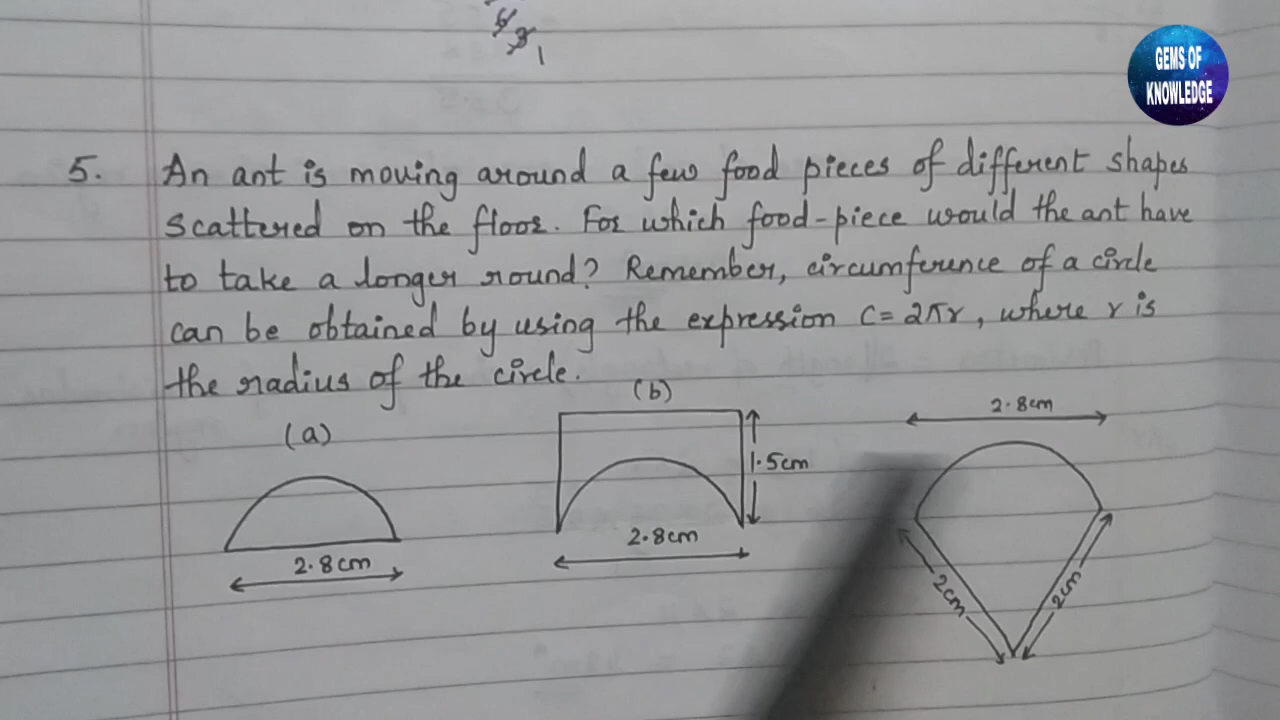 GEMS OF
KNOWLEDGE
5. An ant is moving around a few food pieces of different shapes
scattered on the floor. For which food-piece would the ant have
to take a longer round? Remember, circumference of a circle
can be obtained by using the expression c = 2πr, where r is
the radius of the circle.
(a)
2.8cm
(b)
1.5cm
2.8cm
2.8cm
2cm
2cm